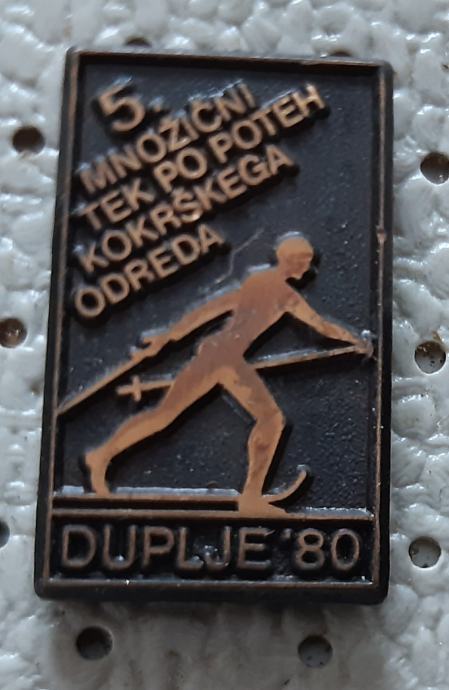 5.
MNOŽIČNI
TEK PO POTEH
KOKRŠKEGA
ODREDA
DUPLJE '80